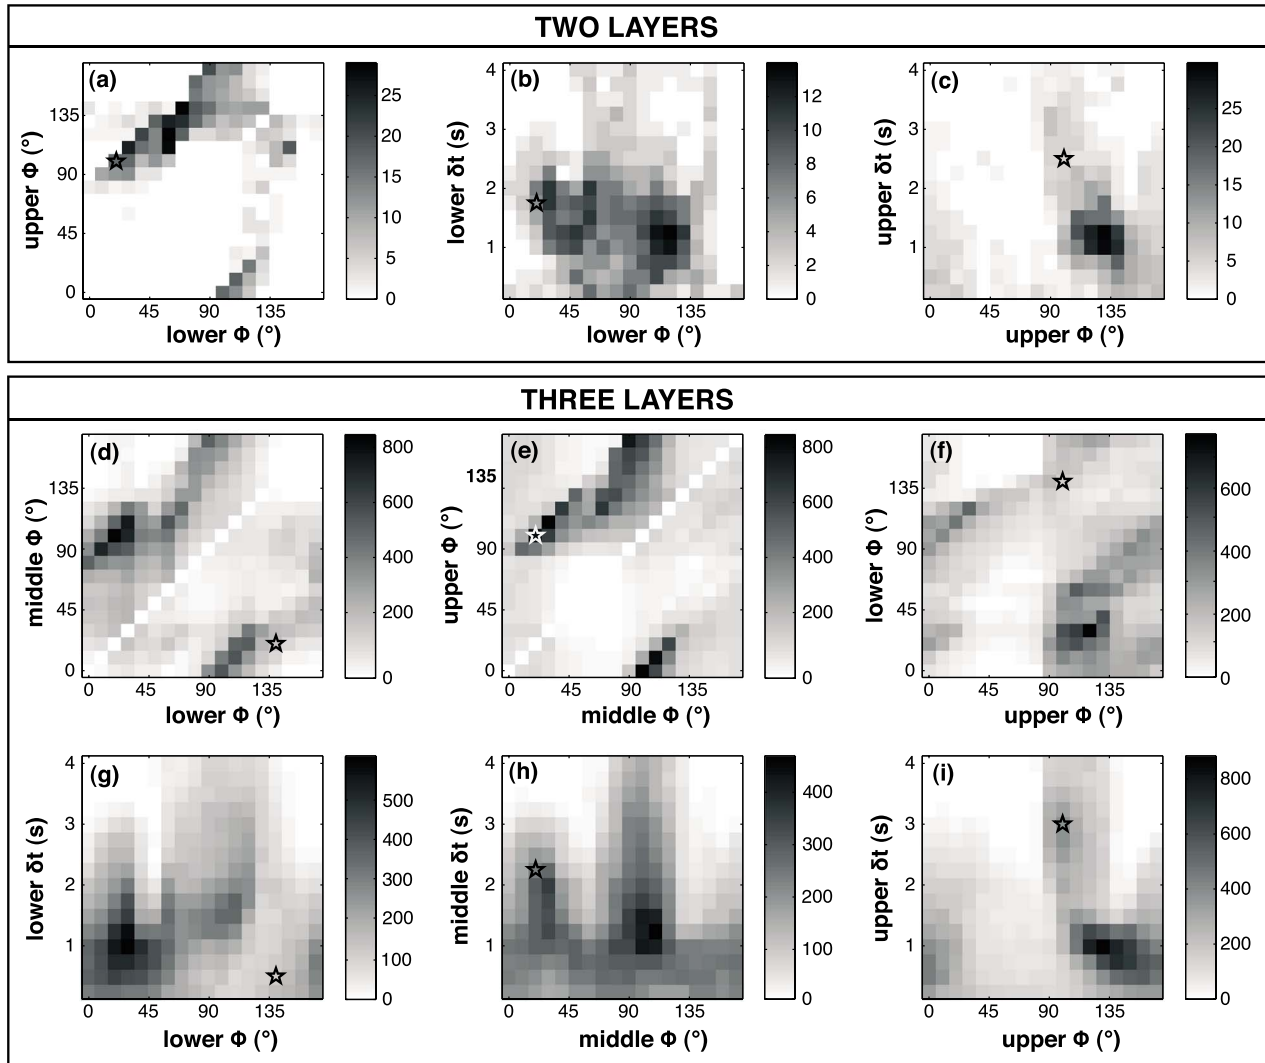 TWO LAYERS
(a)
135
90
45
0
upper Φ (°)
0 45 90 135
lower Φ (°)
25
20
15
10
5
0
(b)
4
3
2
1
lower δt (s)
0 45 90 135
lower Φ (°)
12
10
8
6
4
2
0
(c)
4
3
2
1
upper δt (s)
0 45 90 135
upper Φ (°)
25
20
15
10
5
0
THREE LAYERS
(d)
135
90
45
0
middle Φ (°)
0 45 90 135
lower Φ (°)
800
600
400
200
0
(e)
135
90
45
0
upper Φ (°)
0 45 90 135
middle Φ (°)
800
600
400
200
0
(f)
135
90
45
0
lower Φ (°)
0 45 90 135
upper Φ (°)
600
400
200
0
(g)
4
3
2
1
lower δt (s)
0 45 90 135
lower Φ (°)
500
400
300
200
100
0
(h)
4
3
2
1
middle δt (s)
0 45 90 135
middle Φ (°)
400
300
200
100
0
(i)
4
3
2
1
upper δt (s)
0 45 90 135
upper Φ (°)
800
600
400
200
0